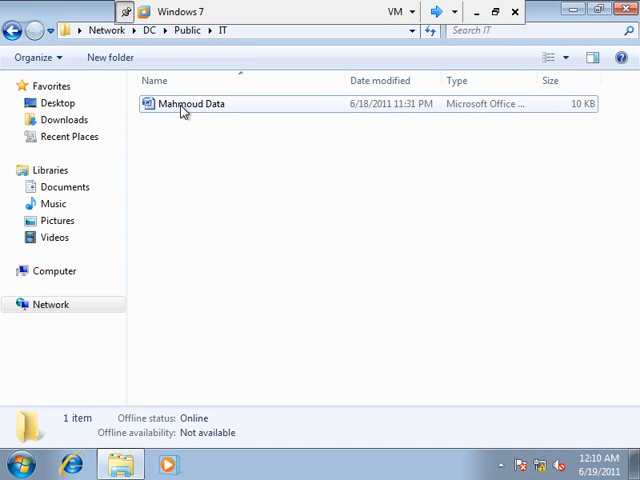 Windows 7
VM
Network ▸ DC ▸ Public ▸ IT
Search IT
Organize
New folder
Name
Date modified
Type
Size
Mahmoud Data
6/18/2011 11:31 PM
Microsoft Office ...
10 KB
Favorites
Desktop
Downloads
Recent Places
Libraries
Documents
Music
Pictures
Videos
Computer
Network
1 item
Offline status: Online
Offline availability: Not available
12:10 AM
6/19/2011